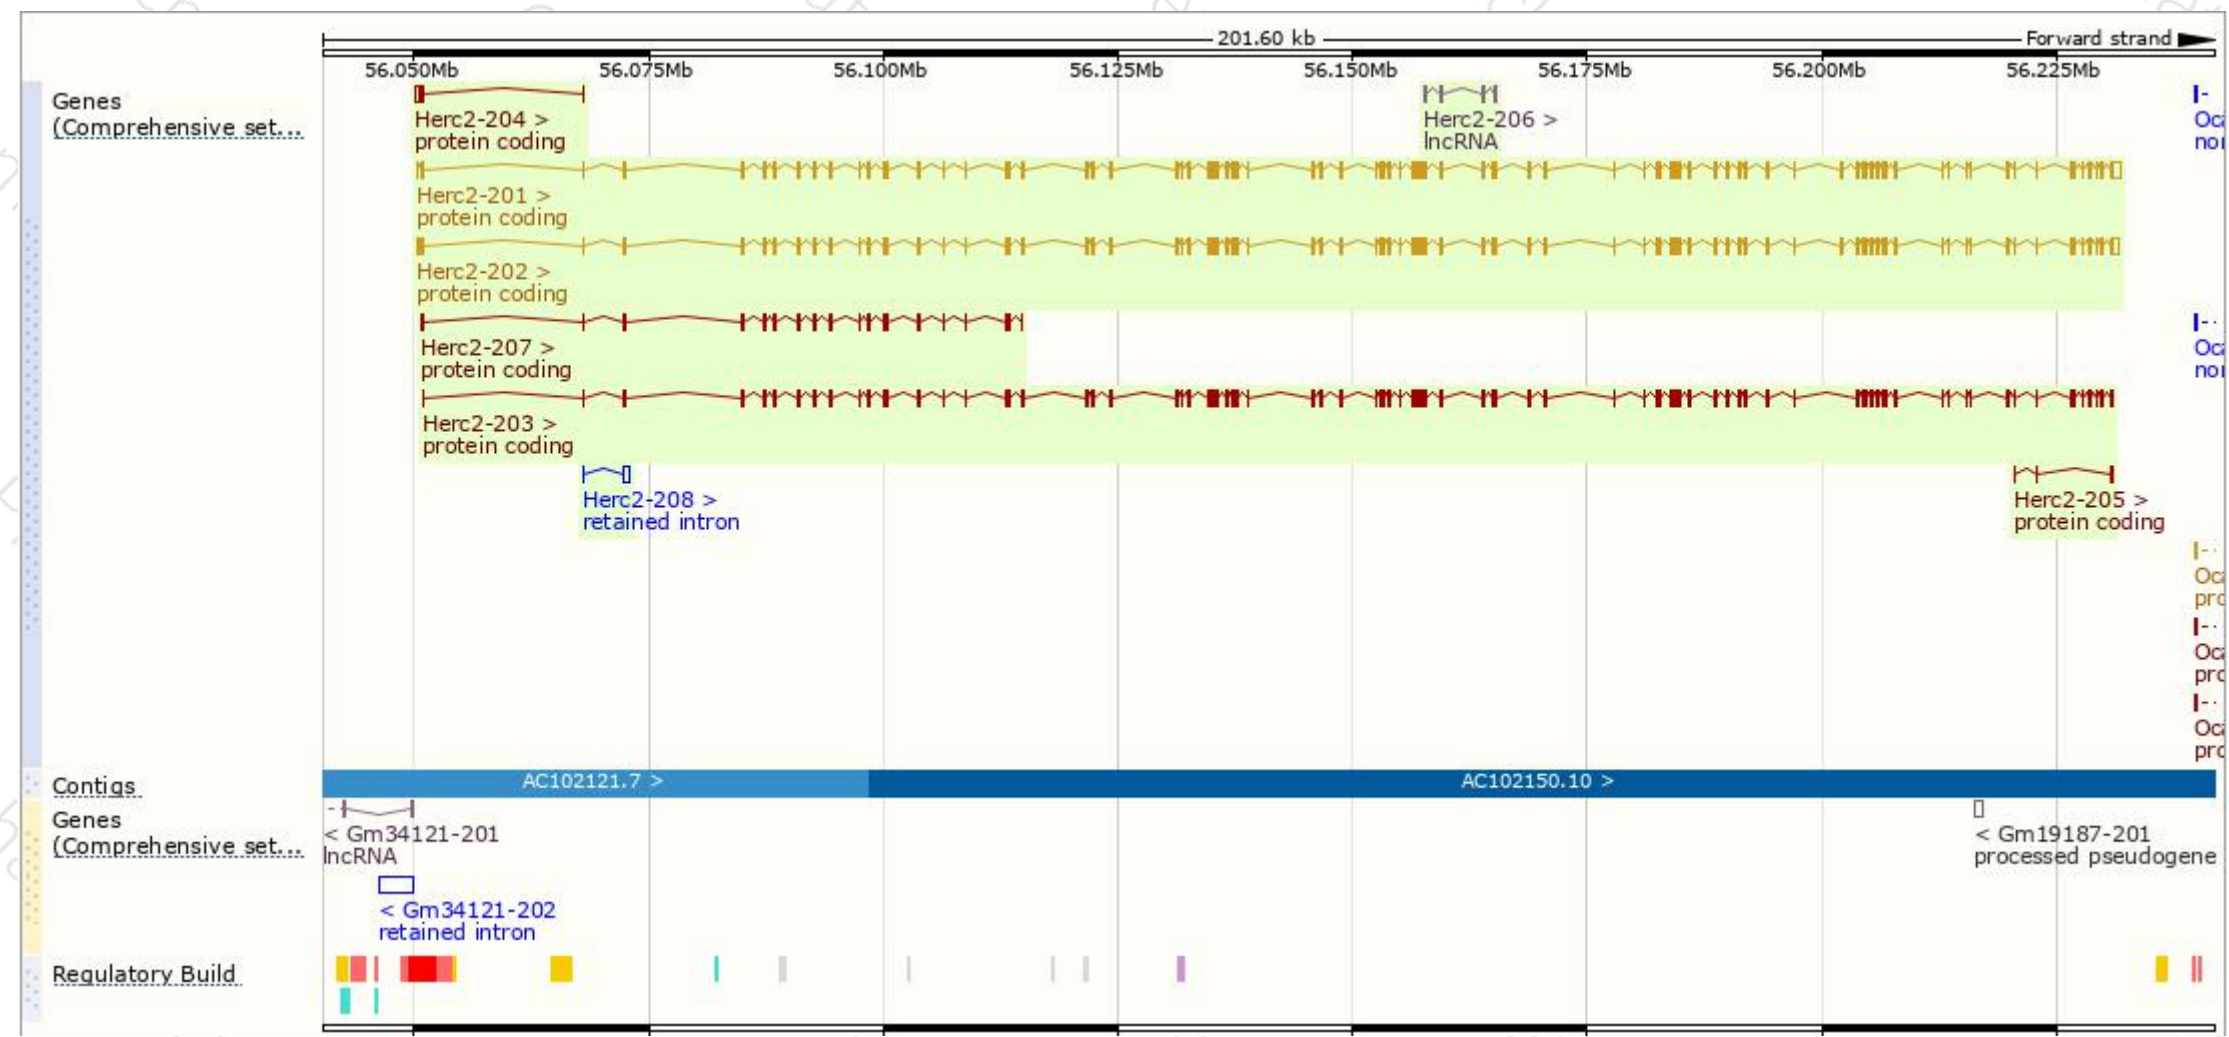 201.60 kb
Forward strand
56.050Mb 56.075Mb 56.100Mb 56.125Mb 56.150Mb 56.175Mb 56.200Mb 56.225Mb
Genes
(Comprehensive set...
Herc2-204 >
protein coding
Herc2-206 >
lncRNA
Herc2-201 >
protein coding
Herc2-202 >
protein coding
Herc2-207 >
protein coding
Herc2-203 >
protein coding
Herc2-208 >
retained intron
Herc2-205 >
protein coding
Contigs
AC102121.7 >
AC102150.10 >
Genes
(Comprehensive set...
< Gm34121-201
lncRNA
< Gm19187-201
processed pseudogene
< Gm34121-202
retained intron
Regulatory Build